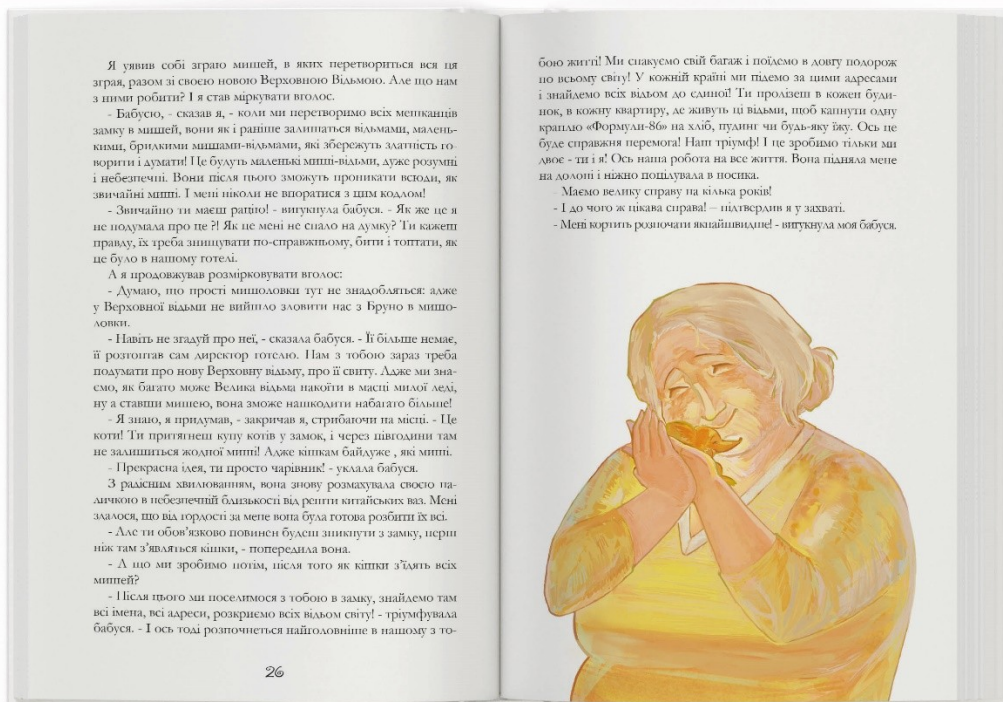 Я уявив собі зграю мишей, в яких перетвориться вся ця
зграя, разом зі своєю новою Верховною Відьмою. Але що нам
з ними робити? І я став міркувати вголос.
- Бабусю, - сказав я, - коли ми перетворимо всіх мешканців
замку в мишей, вони як і раніше залишаться відьмами, малень-
кими, бридкими мишами-відьмами, які збережуть здатність го-
ворити і думати! Це будуть маленькі миші-відьми, дуже розумні
і небезпечні. Вони після цього зможуть проникати всюди, як
звичайні миші. І мені ніколи не впоратися з цим кодлом!
- Звичайно ти маєш рацію! - вигукнула бабуся. - Як же це я
не подумала про це ?! Як це мені не спало на думку? Ти кажеш
правду, їх треба знищувати по-справжньому, бити і топтати, як
це було в нашому готелі.
А я продовжував розмірковувати вголос:
- Думаю, що прості мишоловки тут не знадобляться: адже
у Верховної відьми не вийшло зловити нас з Бруно в мишо-
ловки.
- Навіть не згадуй про неї, - сказала бабуся. - Її більше немає,
її розтоптав сам директор готелю. Нам з тобою зараз треба
подумати про нову Верховну відьму, про її свиту. Адже ми зна-
ємо, як багато може Велика відьма накоїти в масці милої леді,
ну а ставши мишею, вона зможе нашкодити набагато більше!
- Я знаю, я придумав, - закричав я, стрибаючи на місці. - Це
коти! Ти притягнеш купу котів у замок, і через півгодини там
не залишиться жодної миші! Адже кішкам байдуже , які миші.
- Прекрасна ідея, ти просто чарівник! - уклала бабуся.
З радісним хвилюванням, вона знову розмахувала своєю па-
личкою в небезпечній близькості від решти китайських ваз. Мені
здалося, що від гордості за мене вона була готова розбити їх всі.
- Але ти обов'язково повинен будеш зникнути з замку, перш
ніж там з'являться кішки, - попередила вона.
- А що ми зробимо потім, після того як кішки з'їдять всіх
мишей?
- Після цього ми поселимося з тобою в замку, знайдемо там
всі імена, всі адреси, розкриємо всіх відьом світу! - тріумфувала
бабуся. - І ось тоді розпочнеться найголовніше в нашому з то-
26
бою житті! Ми спакуємо свій багаж і поїдемо в довгу подорож
по всьому світу! У кожній країні ми підемо за цими адресами
і знайдемо всіх відьом до єдиної! Ти пролізеш в кожен буди-
нок, в кожну квартиру, де живуть ці відьми, щоб капнути одну
краплю «Формули-86» на хліб, пудинг чи будь-яку їжу. Ось це
буде справжня перемога! Наш тріумф! І це зробимо тільки ми
двоє - ти і я! Ось наша робота на все життя. Вона підняла мене
на долоні і ніжно поцілувала в носика.
- Маємо велику справу на кілька років!
- І до чого ж цікава справа! – підтвердив я у захваті.
- Мені кортить розпочати якнайшвидше! - вигукнула моя бабуся.